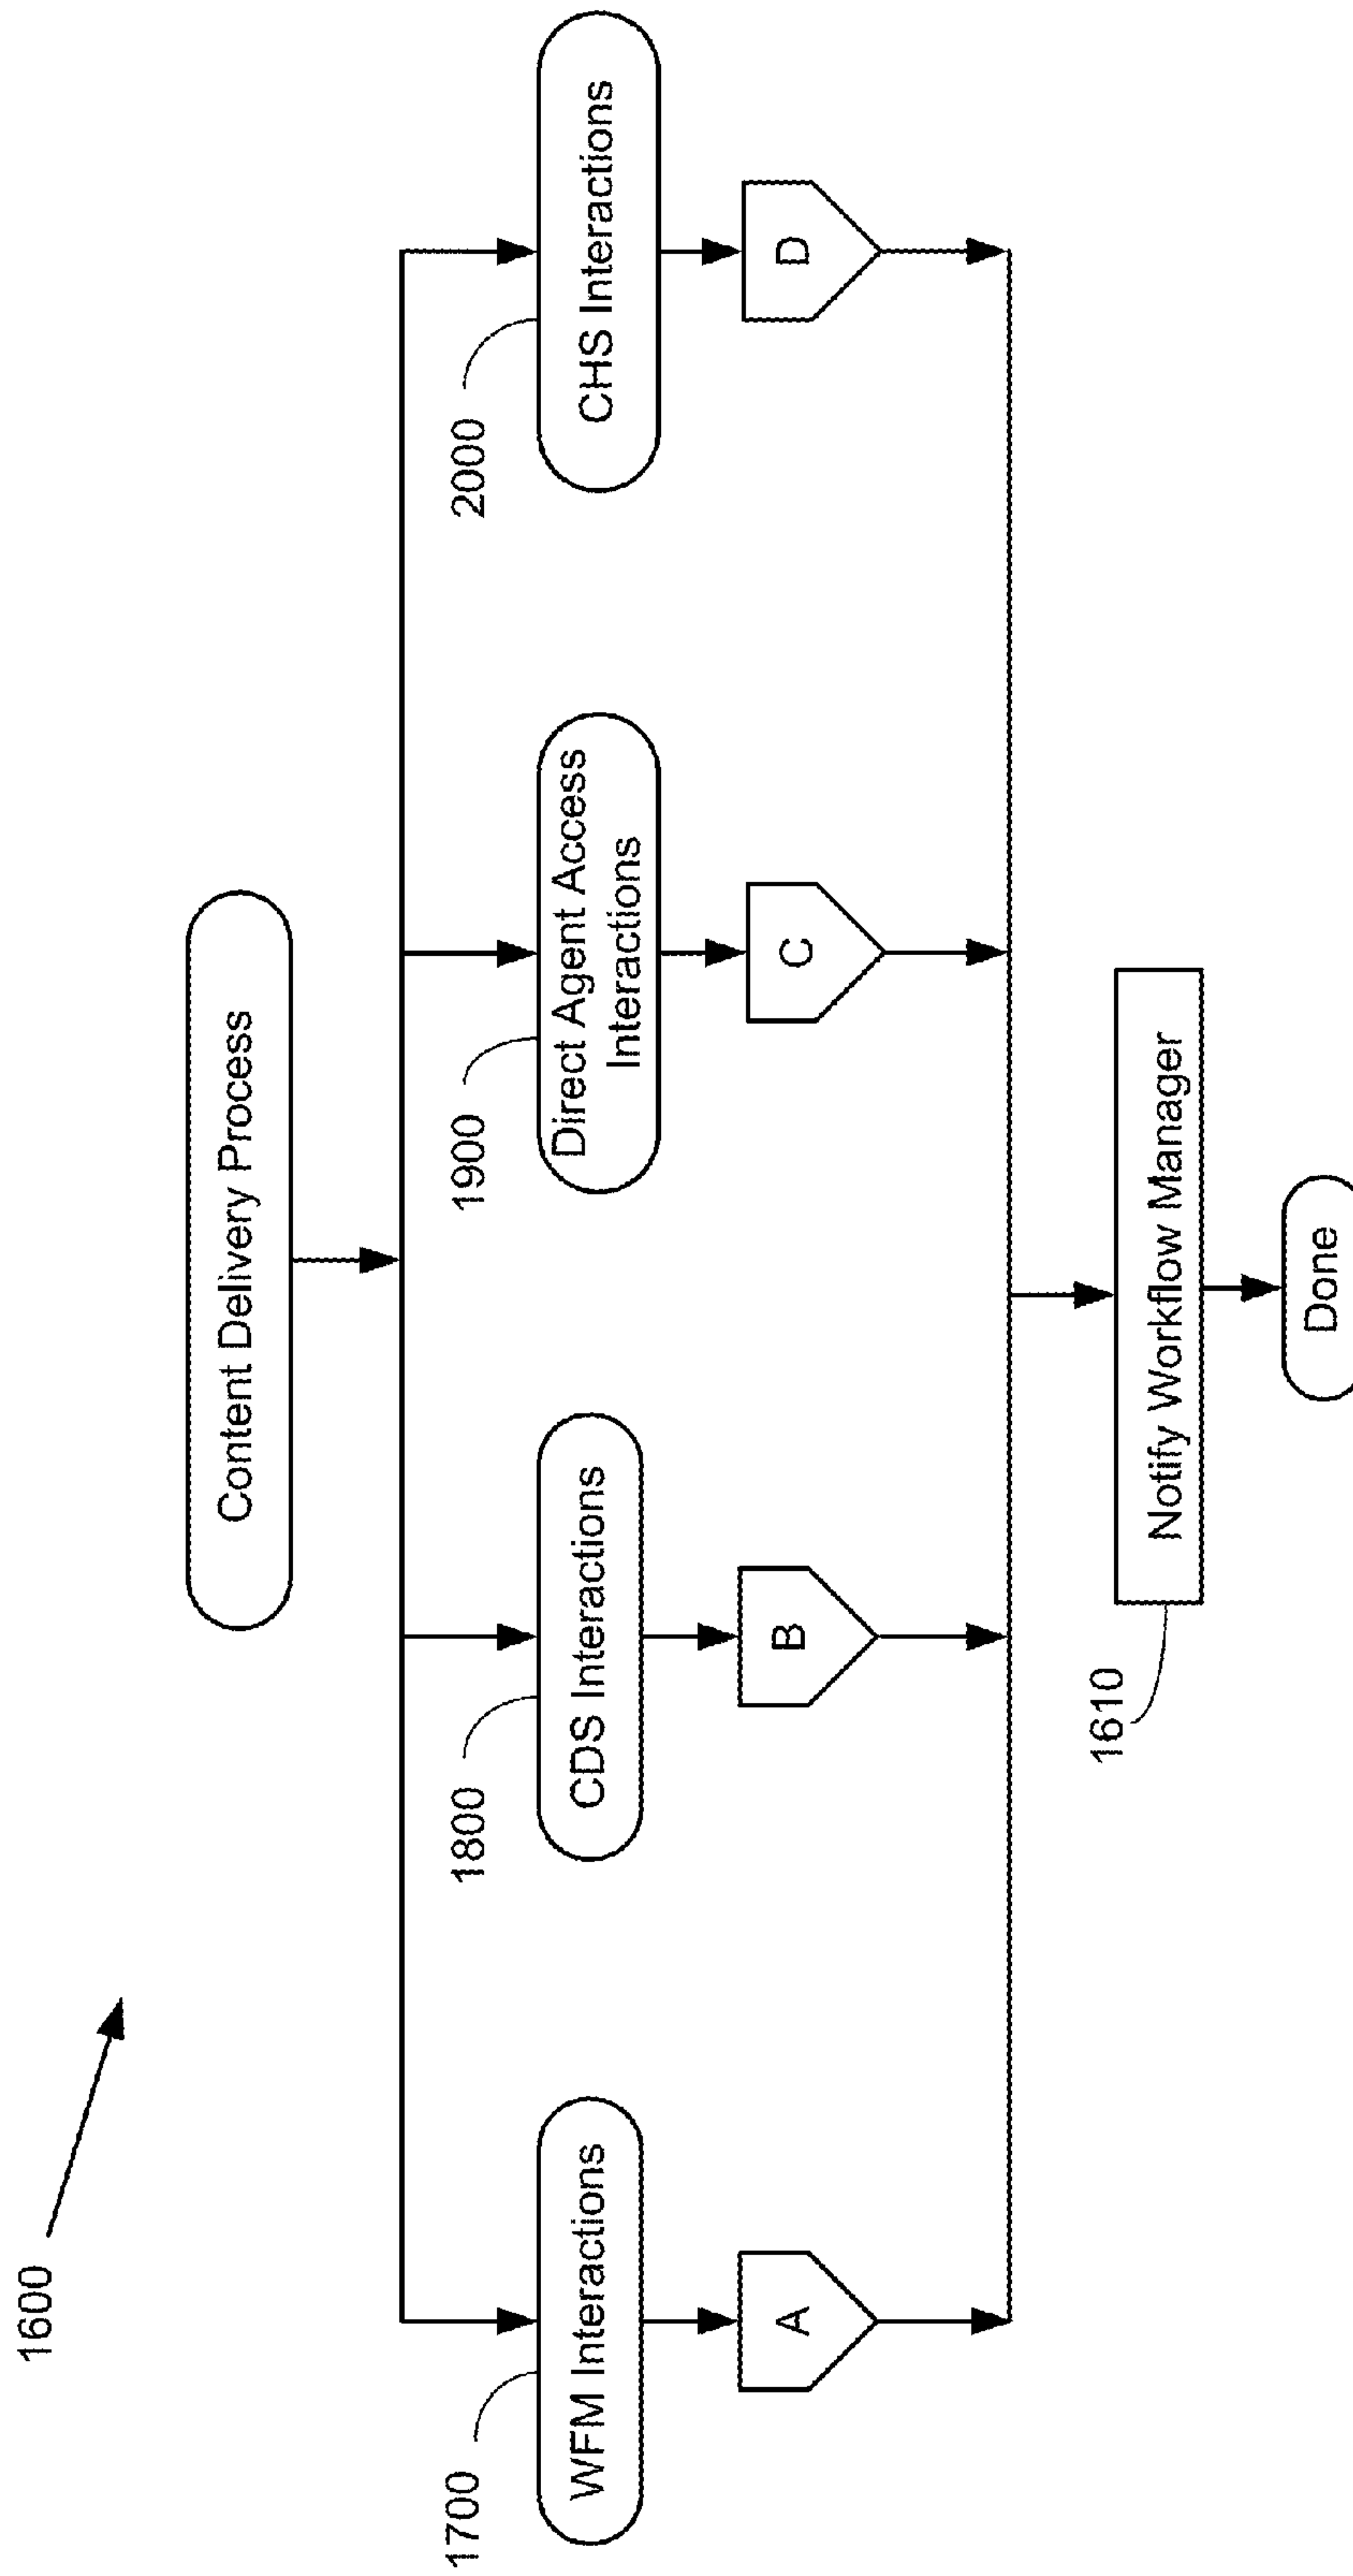 1600
Content Delivery Process
1700
WFM Interactions
1800
CDS Interactions
1900
Direct Agent Access
Interactions
2000
CHS Interactions
A
B
C
D
1610
Notify Workflow Manager
Done